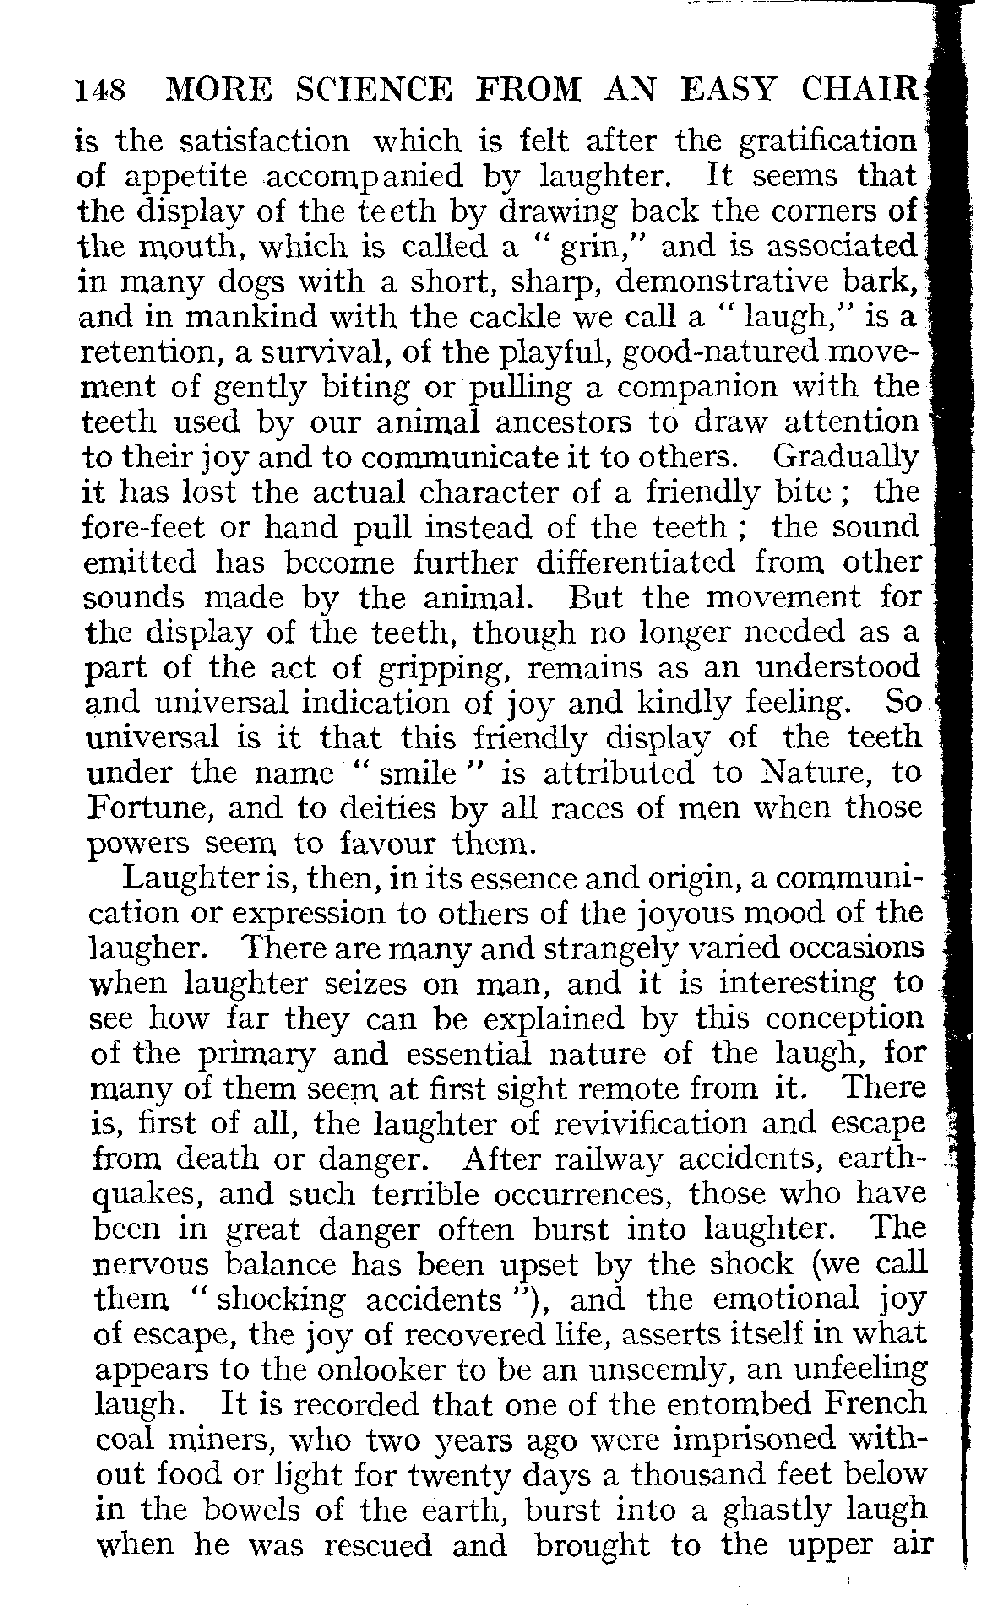 148 MORE SCIENCE FROM AN EASY CHAIR
is the satisfaction which is felt after the gratification
of appetite accompanied by laughter. It seems that
the display of the teeth by drawing back the corners of
the mouth, which is called a “ grin,” and is associated
in many dogs with a short, sharp, demonstrative bark,
and in mankind with the cackle we call a “ laugh,” is a
retention, a survival, of the playful, good-natured move-
ment of gently biting or pulling a companion with the
teeth used by our animal ancestors to draw attention
to their joy and to communicate it to others. Gradually
it has lost the actual character of a friendly bite ; the
fore-feet or hand pull instead of the teeth ; the sound
emitted has become further differentiated from other
sounds made by the animal. But the movement for
the display of the teeth, though no longer needed as a
part of the act of gripping, remains as an understood
and universal indication of joy and kindly feeling. So
universal is it that this friendly display of the teeth
under the name “ smile ” is attributed to Nature, to
Fortune, and to deities by all races of men when those
powers seem to favour them.
Laughter is, then, in its essence and origin, a communi-
cation or expression to others of the joyous mood of the
laugher. There are many and strangely varied occasions
when laughter seizes on man, and it is interesting to
see how far they can be explained by this conception
of the primary and essential nature of the laugh, for
many of them seem at first sight remote from it. There
is, first of all, the laughter of revivification and escape
from death or danger. After railway accidents, earth-
quakes, and such terrible occurrences, those who have
been in great danger often burst into laughter. The
nervous balance has been upset by the shock (we call
them “ shocking accidents ”), and the emotional joy
of escape, the joy of recovered life, asserts itself in what
appears to the onlooker to be an unseemly, an unfeeling
laugh. It is recorded that one of the entombed French
coal miners, who two years ago were imprisoned with-
out food or light for twenty days a thousand feet below
in the bowels of the earth, burst into a ghastly laugh
when he was rescued and brought to the upper air